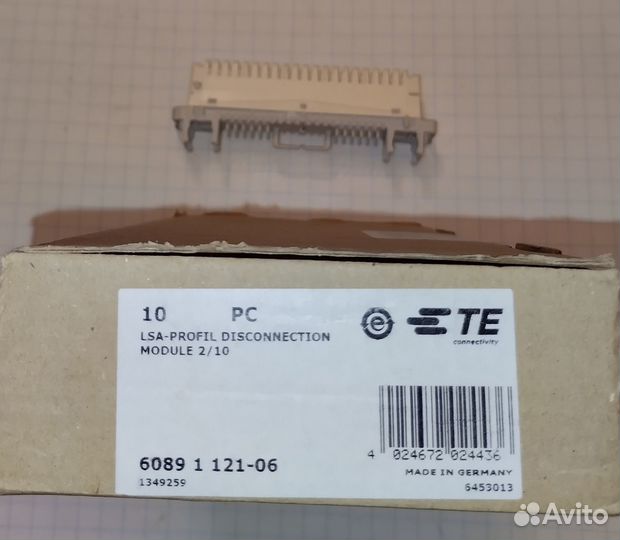 10 PC
LSA-PROFIL DISCONNECTION
MODULE 2/10
TE
connectivity
4 024672 024436
6089 1 121-06
MADE IN GERMANY
1349259
6453013
Avito